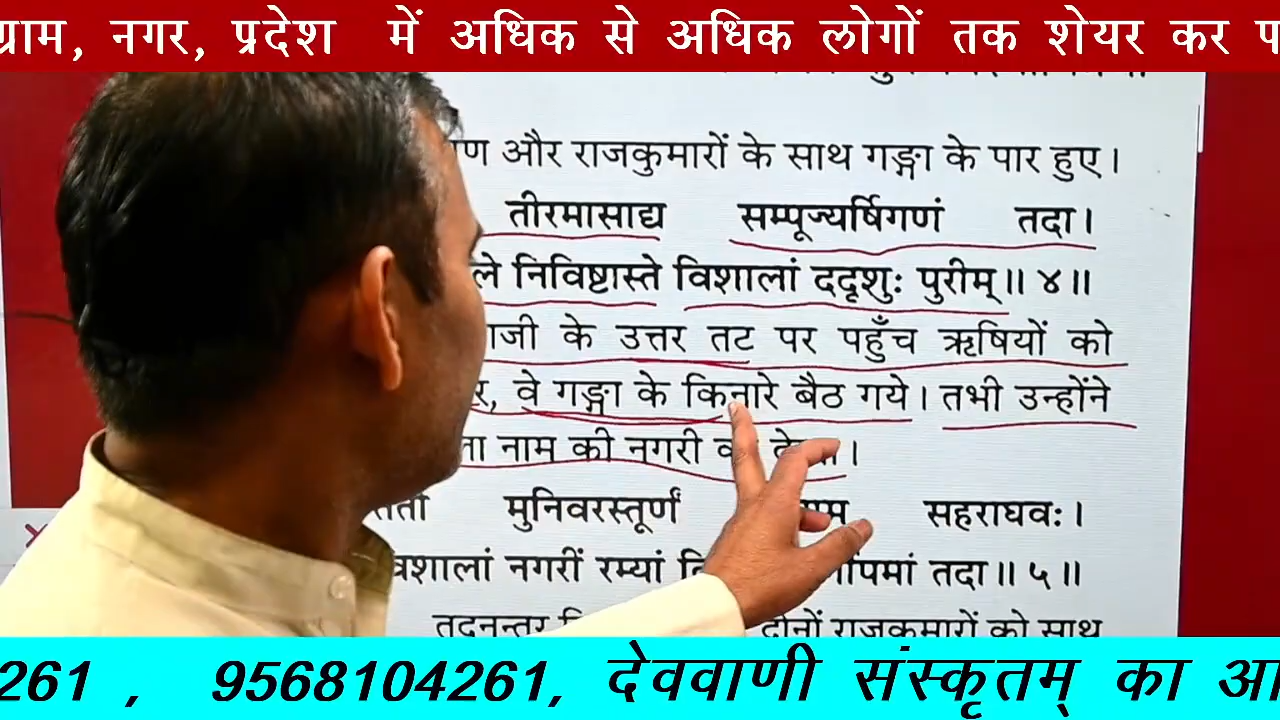 ग्राम, नगर, प्रदेश में अधिक से अधिक लोगों तक शेयर कर
और राजकुमारों के साथ गङ्गा के पार हुए।
तीरमासाद्य सम्पूज्यर्षिगणं तदा।
निविष्टास्ते विशालां ददृशुः पुरीम्॥ ४॥
के उत्तर तट पर पहुँच ऋषियों को
वे गङ्गा के किनारे बैठ गये। तभी उन्होंने
नाम की नगरी
मुनिवरस्तूर्णं सहराघवः।
नगरीं रम्यां तदा॥ ५॥
तदनन्तर दोनों राजकुमारों को साथ
261 , 9568104261, देववाणी संस्कृतम् का